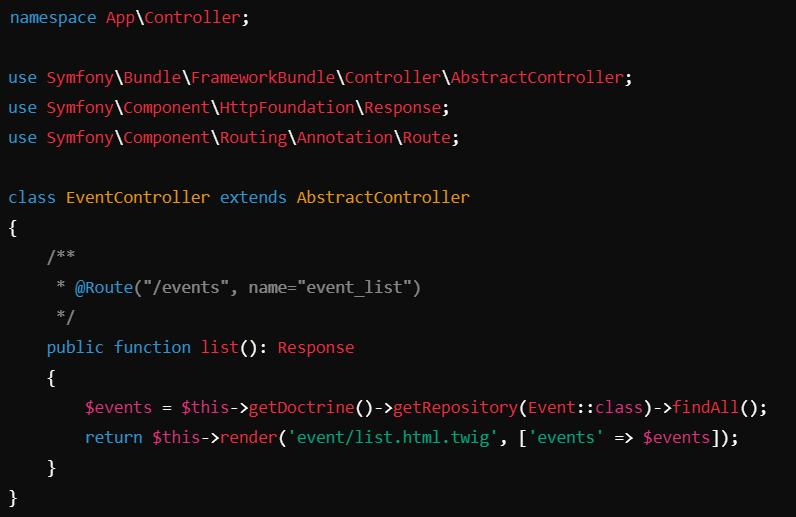 namespace App\Controller;

use Symfony\Bundle\FrameworkBundle\Controller\AbstractController;
use Symfony\Component\HttpFoundation\Response;
use Symfony\Component\Routing\Annotation\Route;

class EventController extends AbstractController
{
    /**
     * @Route("/events", name="event_list")
     */
    public function list(): Response
    {
        $events = $this->getDoctrine()->getRepository(Event::class)->findAll();
        return $this->render('event/list.html.twig', ['events' => $events]);
    }
}